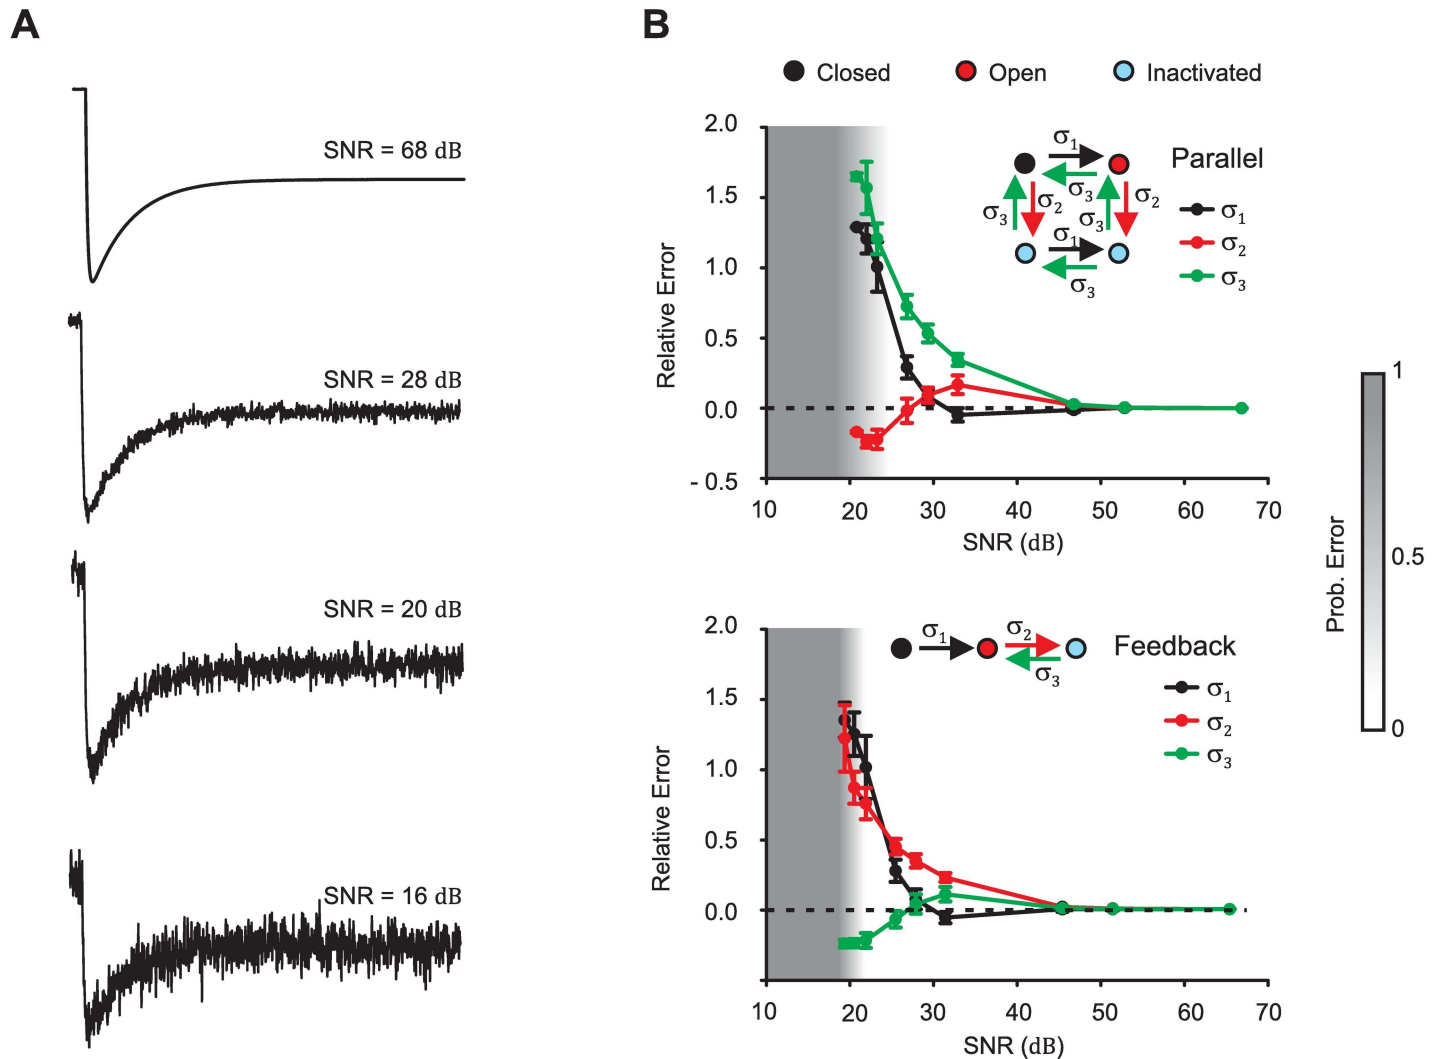 A
SNR = 68 dB
SNR = 28 dB
SNR = 20 dB
SNR = 16 dB
B
Closed Open Inactivated
2.0
1.5
1.0
0.5
0.0
- 0.5
Relative Error
10 20 30 40 50 60 70
SNR (dB)
σ1
σ3
σ3 σ2 σ3 σ2
σ1
σ3
Parallel
σ1
σ2
σ3
2.0
1.5
1.0
0.5
0.0
Relative Error
10 20 30 40 50 60 70
SNR (dB)
σ1 σ2
σ3
Feedback
σ1
σ2
σ3
Prob. Error
1
0.5
0